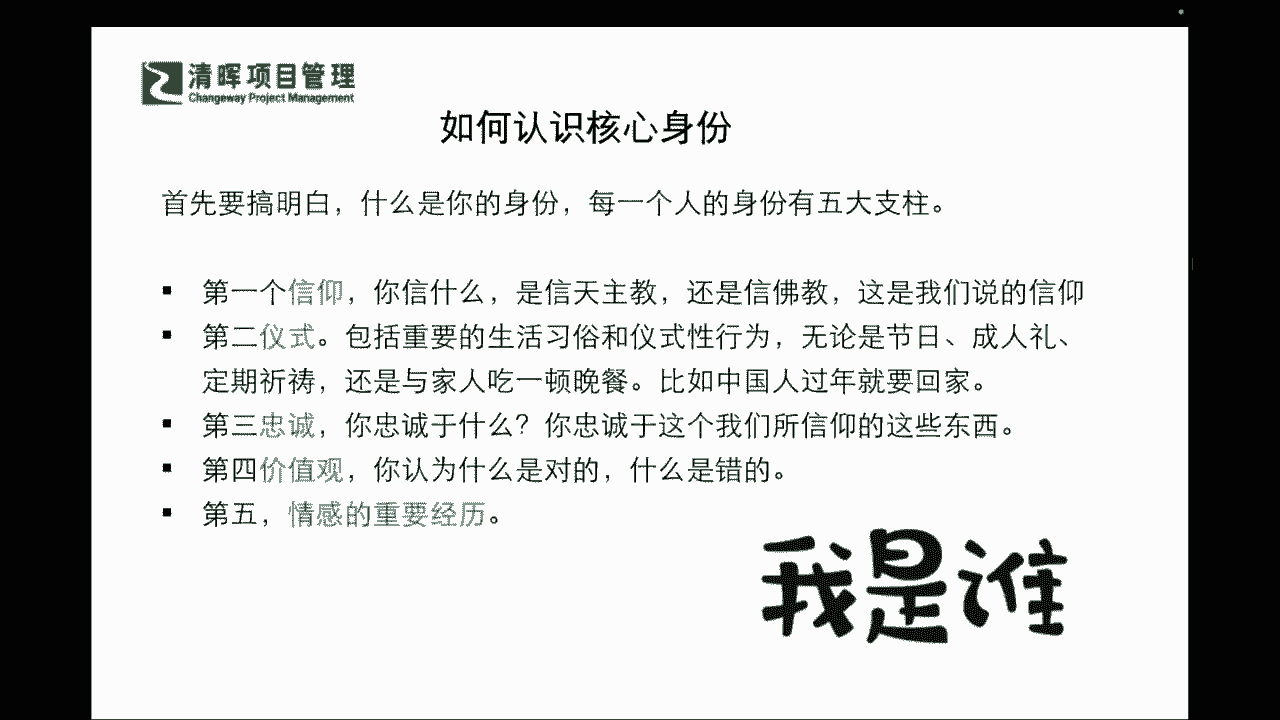 清晖项目管理
Changeway Project Management
如何认识核心身份
首先要搞明白，什么是你的身份，每一个人的身份有五大支柱。
▪ 第一个信仰，你信什么，是信天主教，还是信佛教，这是我们说的信仰
▪ 第二仪式。包括重要的生活习俗和仪式性行为，无论是节日、成人礼、
定期祈祷，还是与家人吃一顿晚餐。比如中国人过年就要回家。
▪ 第三忠诚，你忠诚于什么？你忠诚于这个我们所信仰的这些东西。
▪ 第四价值观，你认为什么是对的，什么是错的。
▪ 第五，情感的重要经历。
我是谁